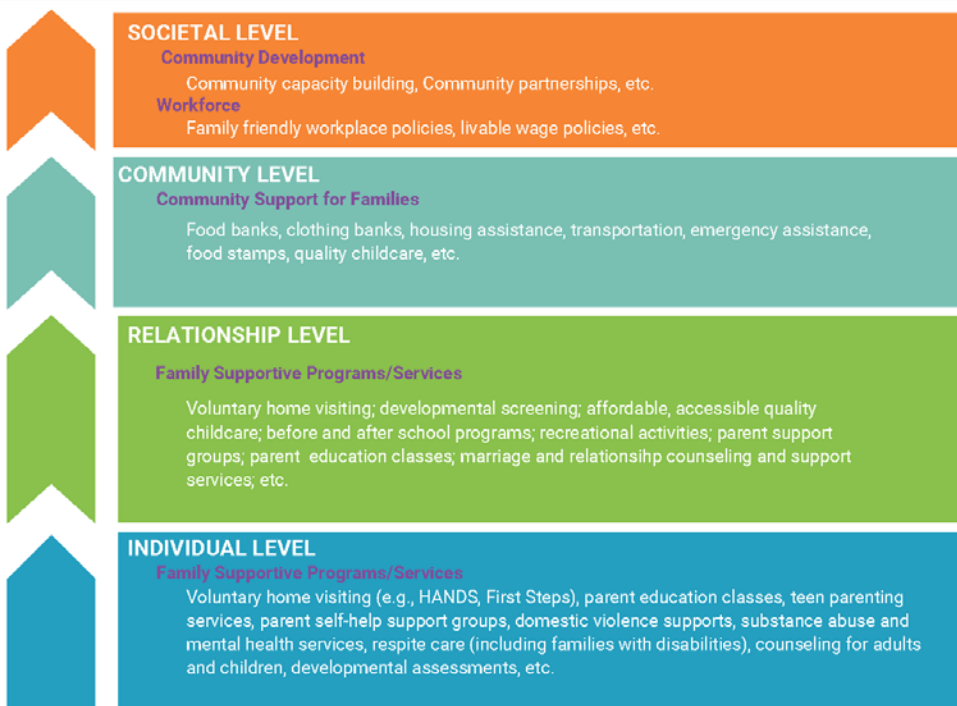 SOCIETAL LEVEL
Community Development
Community capacity building, Community partnerships, etc.
Workforce
Family friendly workplace policies, livable wage policies, etc.
COMMUNITY LEVEL
Community Support for Families
Food banks, clothing banks, housing assistance, transportation, emergency assistance,
food stamps, quality childcare, etc.
RELATIONSHIP LEVEL
Family Supportive Programs/Services
Voluntary home visiting; developmental screening; affordable, accessible quality
childcare; before and after school programs; recreational activities; parent support
groups; parent education classes; marriage and relationsihp counseling and support
services; etc.
INDIVIDUAL LEVEL
Family Supportive Programs/Services
Voluntary home visiting (e.g., HANDS, First Steps), parent education classes, teen parenting
services, parent self-help support groups, domestic violence supports, substance abuse and
mental health services, respite care (including families with disabilities), counseling for adults
and children, developmental assessments, etc.